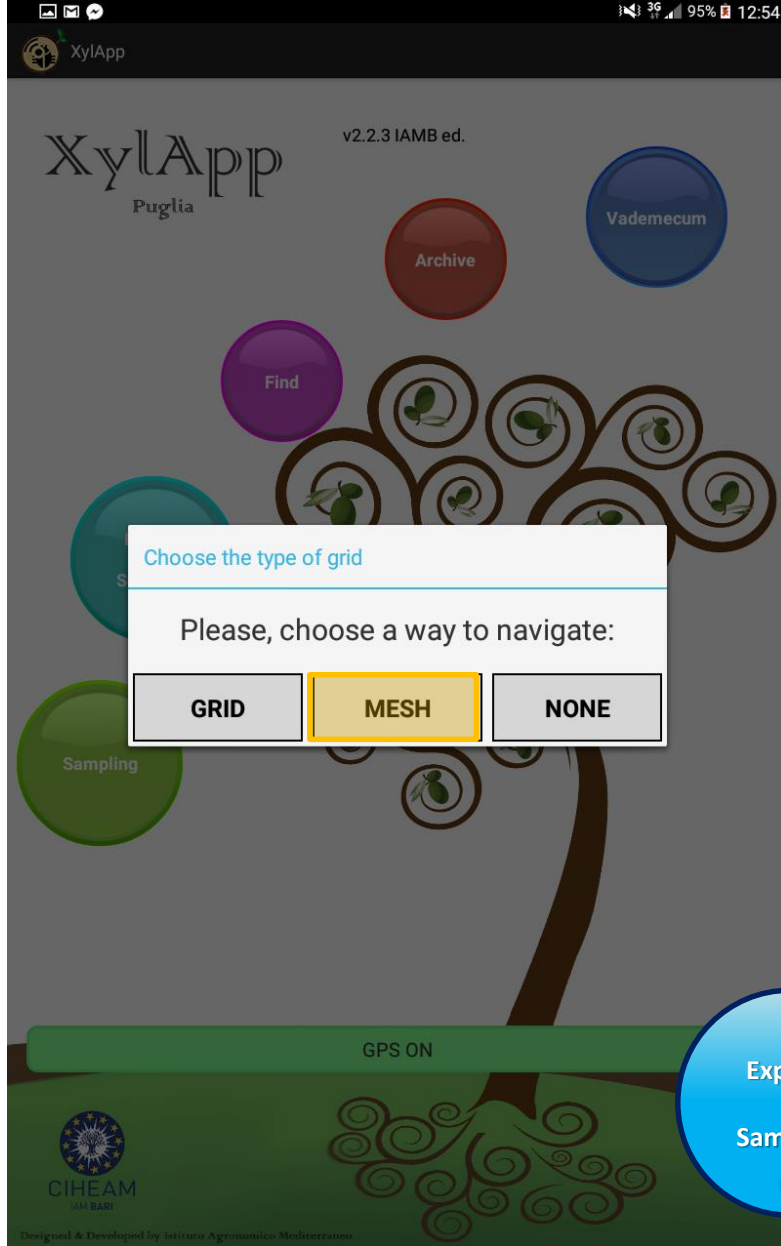 3G 95% 12:54
XylApp
XylApp
Puglia
v2.2.3 IAMB ed.
Vademecum
Archive
Find
Choose the type of grid
Please, choose a way to navigate:
GRID MESH NONE
Sampling
GPS ON
CIHEAM
IAM BARI
Designed & Developed by Istituto Agronomico Mediterraneo